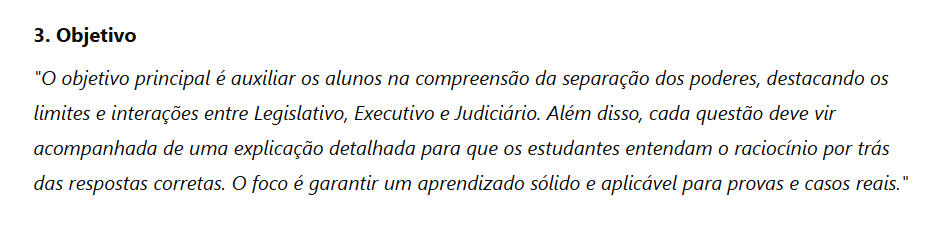 3. Objetivo
"O objetivo principal é auxiliar os alunos na compreensão da separação dos poderes, destacando os
limites e interações entre Legislativo, Executivo e Judiciário. Além disso, cada questão deve vir
acompanhada de uma explicação detalhada para que os estudantes entendam o raciocínio por trás
das respostas corretas. O foco é garantir um aprendizado sólido e aplicável para provas e casos reais."